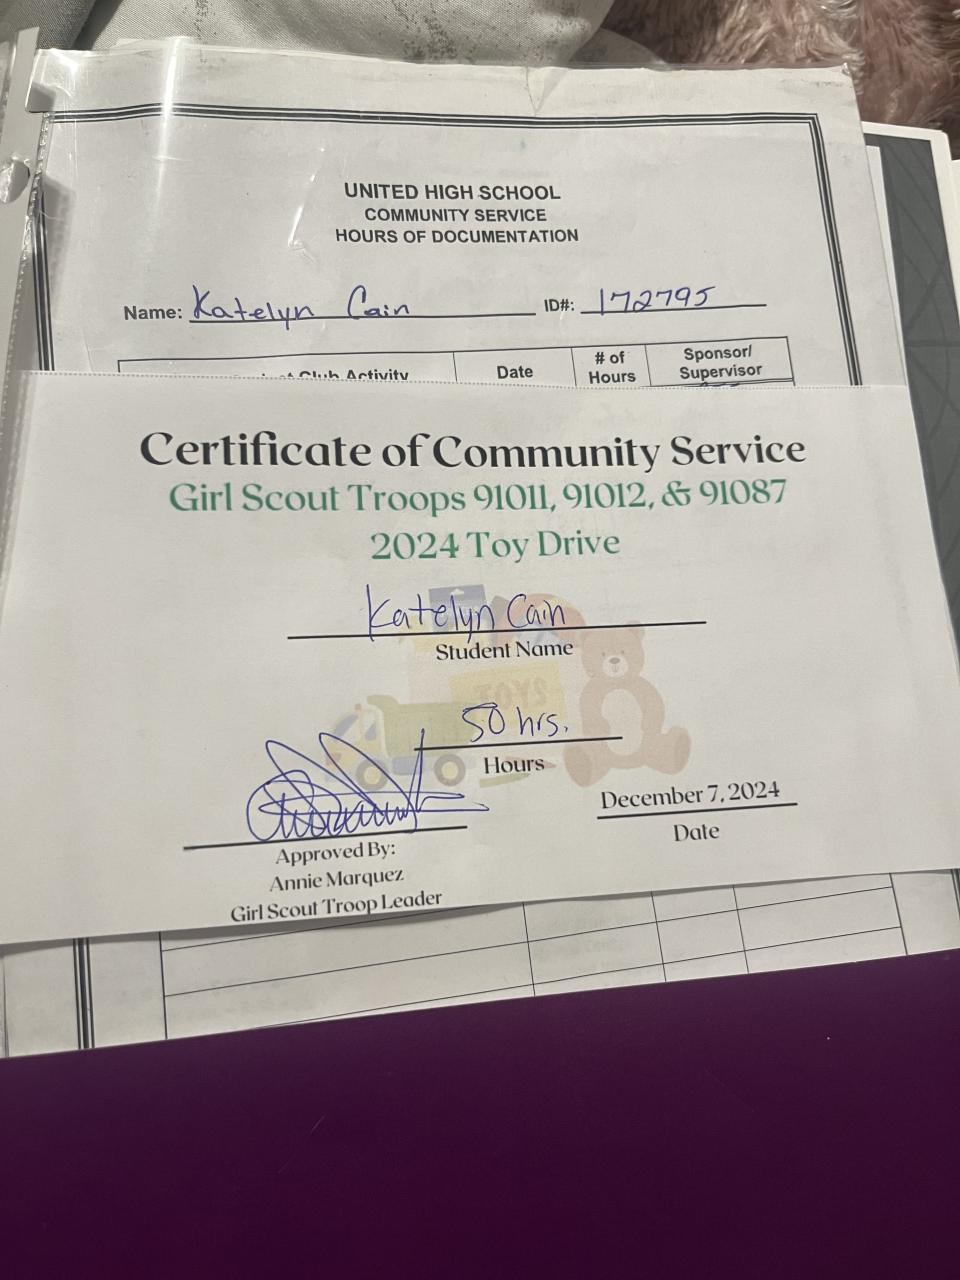 UNITED HIGH SCHOOL
COMMUNITY SERVICE
HOURS OF DOCUMENTATION
Name: Katelyn Cain ID#: 172795
Club Activity Date # of Hours Sponsor/ Supervisor
Certificate of Community Service
Girl Scout Troops 91011, 91012, & 91087
2024 Toy Drive
Katelyn Cain
Student Name
TOYS
50 hrs.
Hours
December 7, 2024
Date
Approved By:
Annie Marquez
Girl Scout Troop Leader